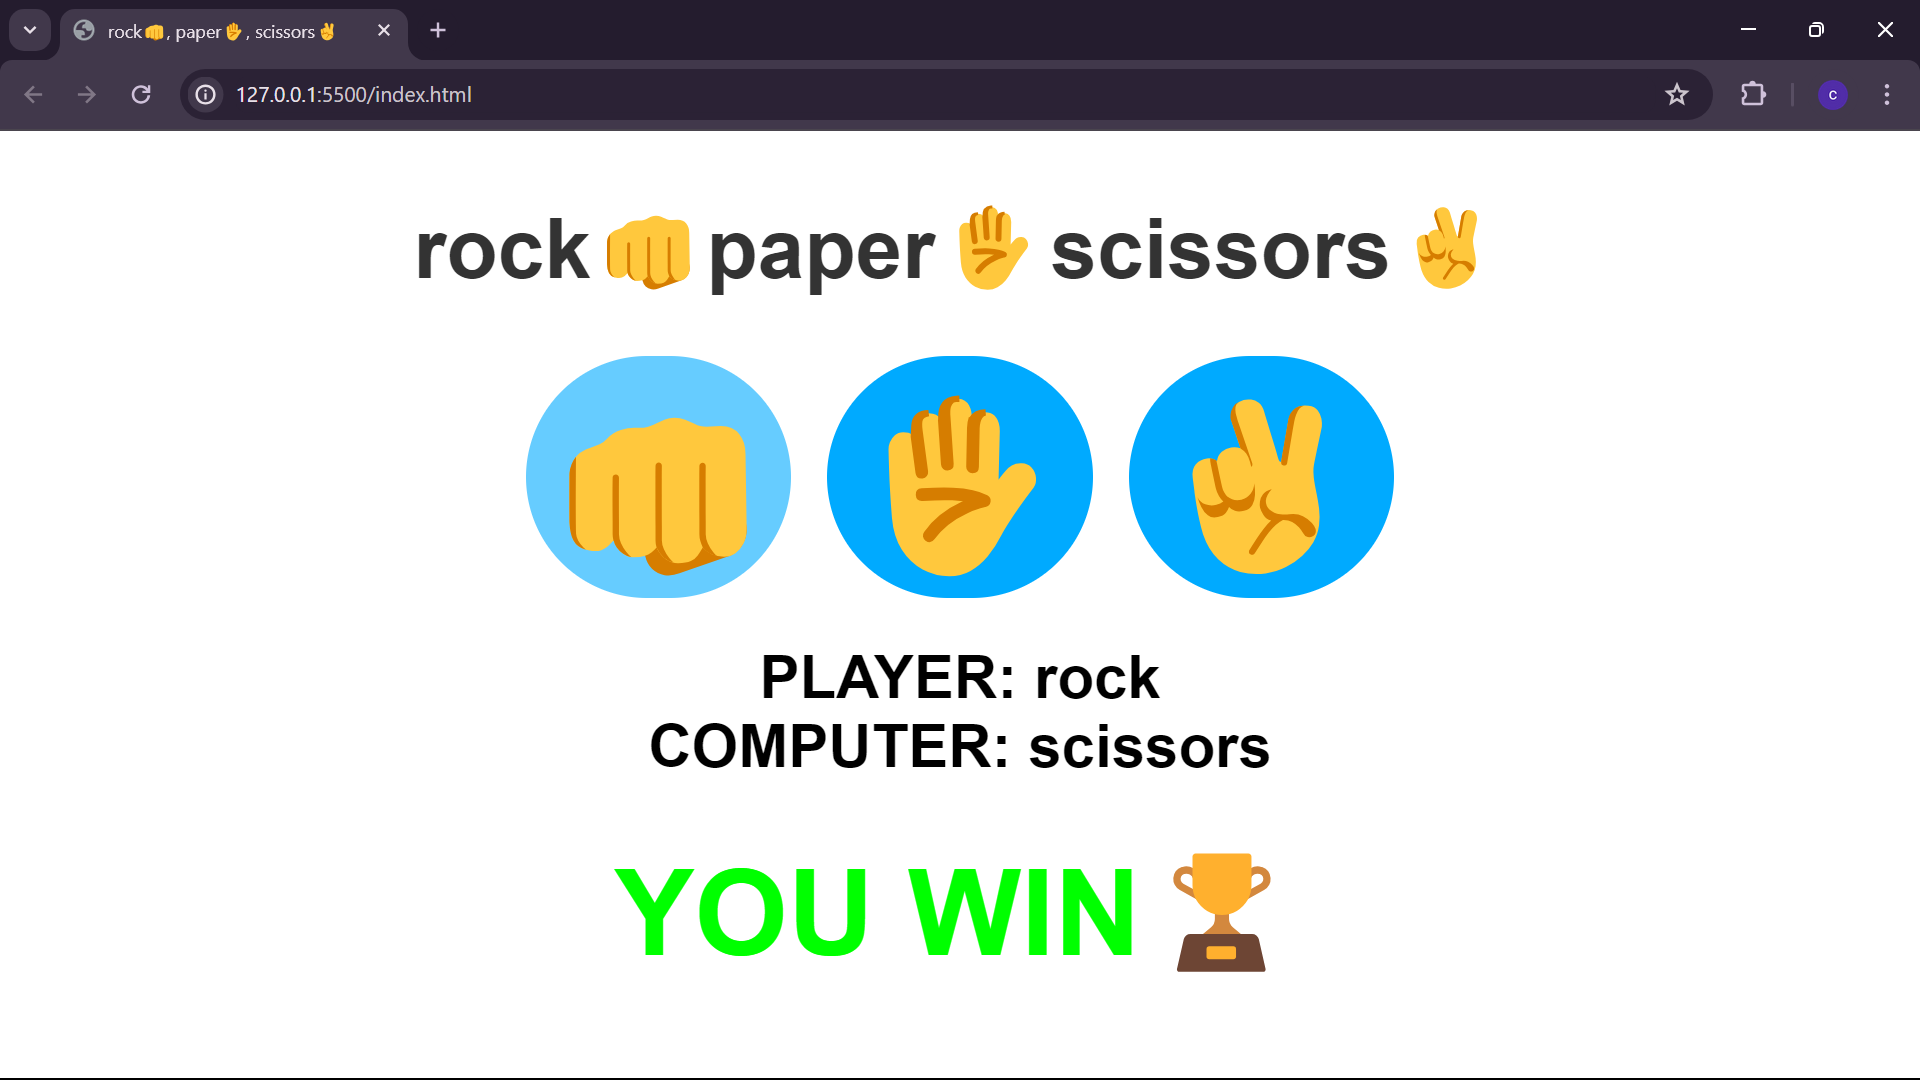 rock👊, paper✋, scissors✌
127.0.0.1:5500/index.html
C
rock👊paper✋scissors✌
PLAYER: rock
COMPUTER: scissors
YOU WIN 🏆